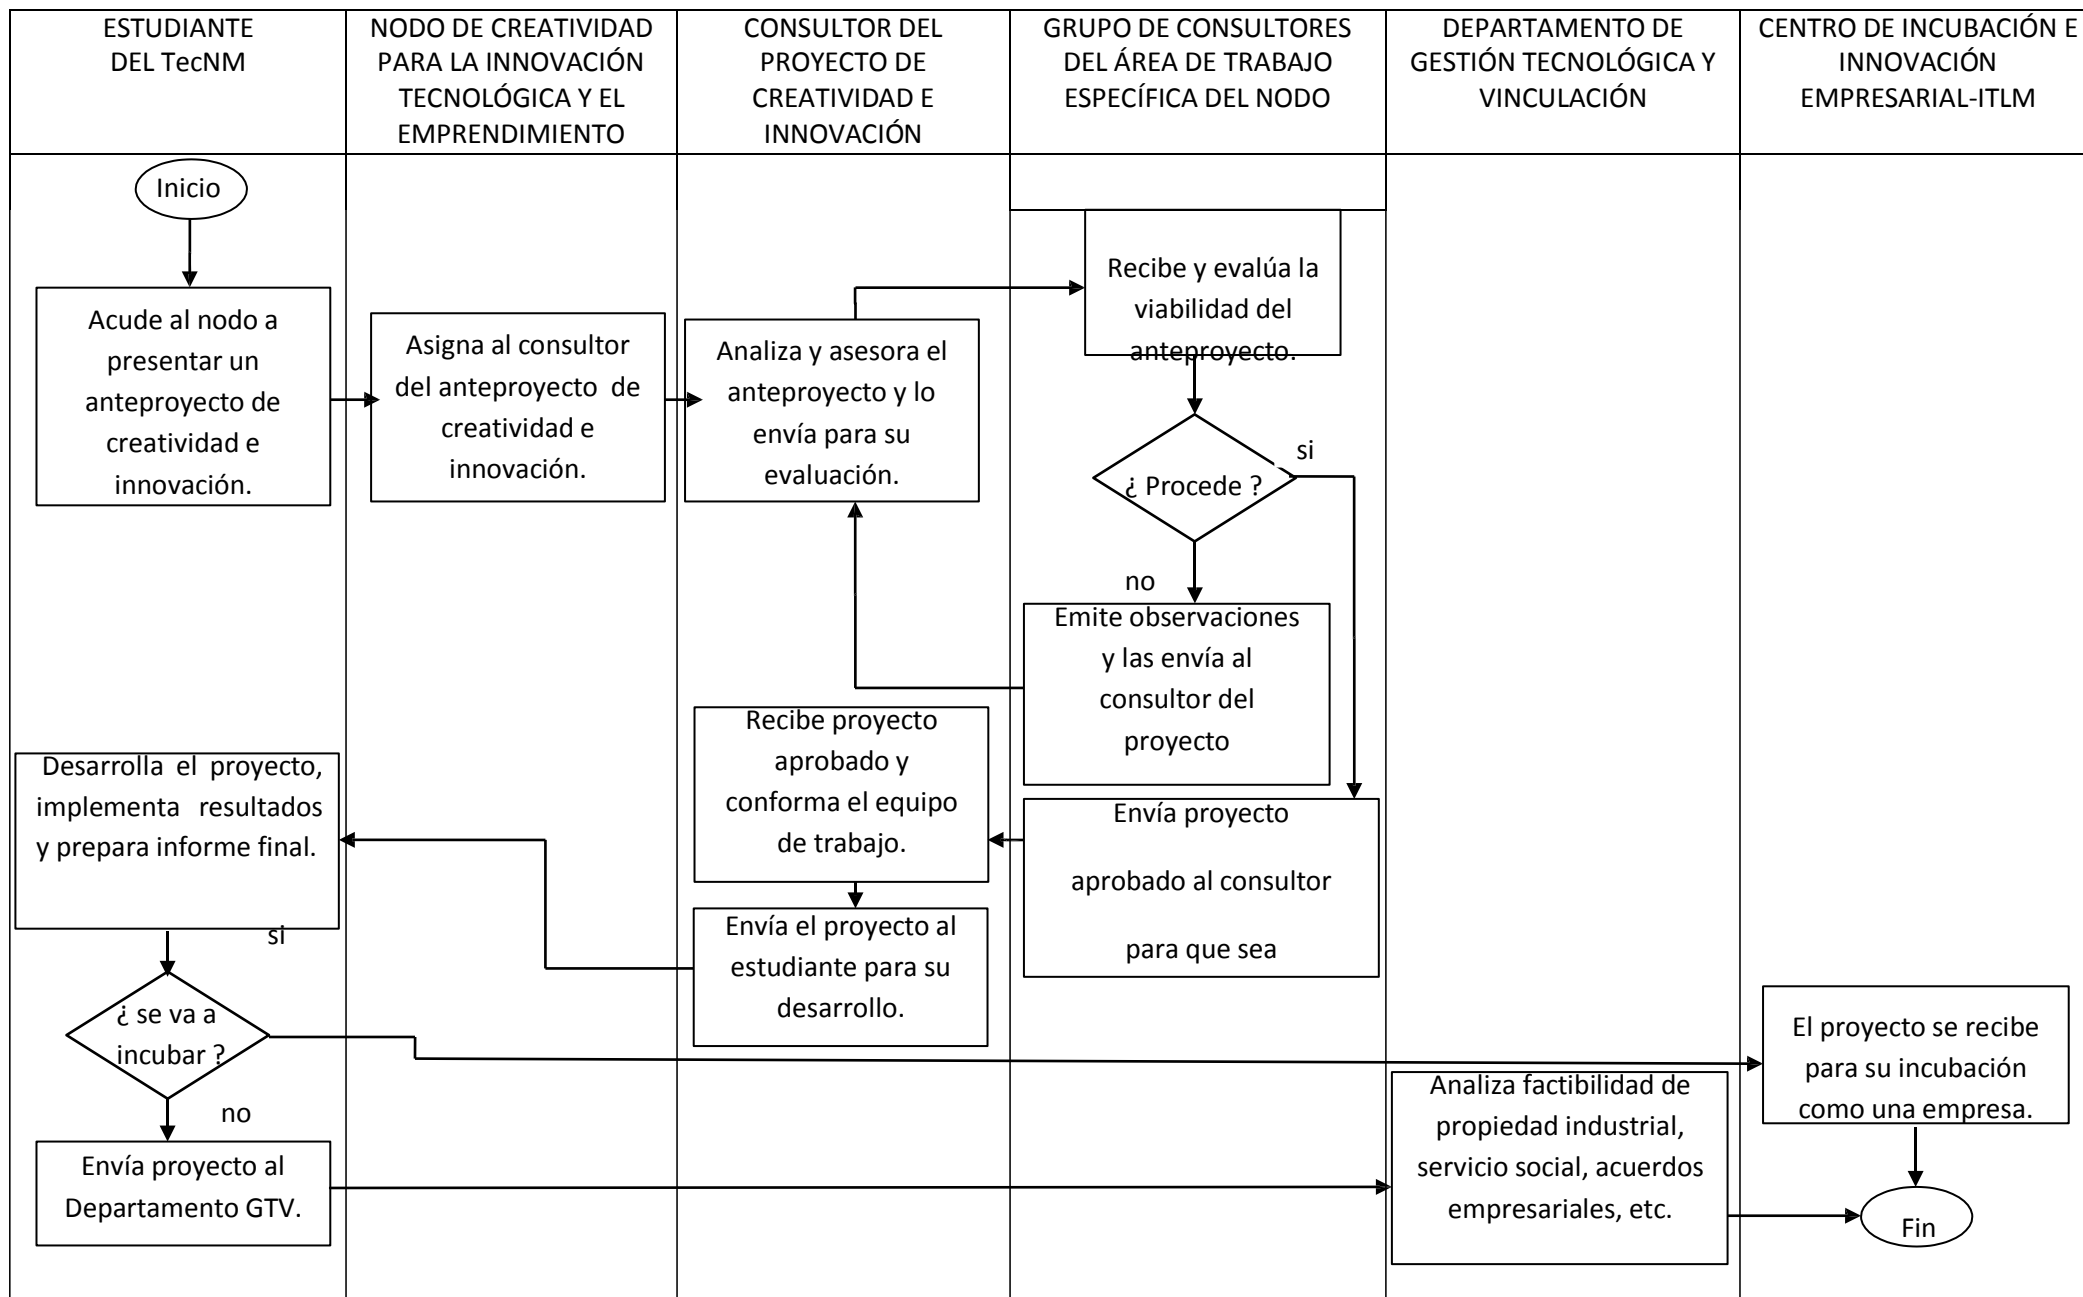 ESTUDIANTE
DEL TecNM
NODO DE CREATIVIDAD
PARA LA INNOVACIÓN
TECNOLÓGICA Y EL
EMPRENDIMIENTO
CONSULTOR DEL
PROYECTO DE
CREATIVIDAD E
INNOVACIÓN
GRUPO DE CONSULTORES
DEL ÁREA DE TRABAJO
ESPECÍFICA DEL NODO
DEPARTAMENTO DE
GESTIÓN TECNOLÓGICA Y
VINCULACIÓN
CENTRO DE INCUBACIÓN E
INNOVACIÓN
EMPRESARIAL-ITLM
Inicio
Acude al nodo a
presentar un
anteproyecto de
creatividad e
innovación.
Asigna al consultor
del anteproyecto de
creatividad e
innovación.
Analiza y asesora el
anteproyecto y lo
envía para su
evaluación.
Recibe y evalúa la
viabilidad del
anteproyecto.
¿ Procede ?
si
no
Emite observaciones
y las envía al
consultor del
proyecto
Envía proyecto
aprobado al consultor
para que sea
Recibe proyecto
aprobado y
conforma el equipo
de trabajo.
Envía el proyecto al
estudiante para su
desarrollo.
Desarrolla el proyecto,
implementa resultados
y prepara informe final.
si
¿ se va a
incubar ?
no
Envía proyecto al
Departamento GTV.
Analiza factibilidad de
propiedad industrial,
servicio social, acuerdos
empresariales, etc.
El proyecto se recibe
para su incubación
como una empresa.
Fin